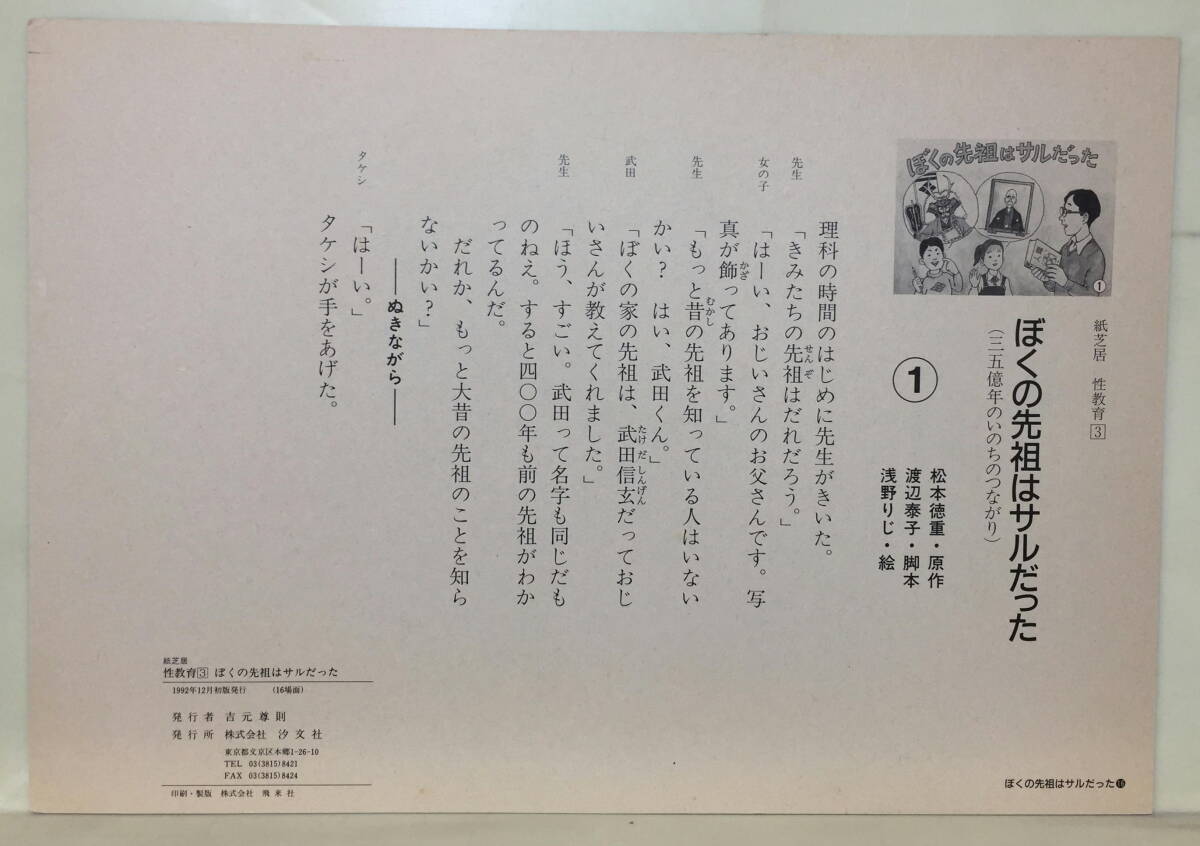 ぼくの先祖はサルだった
1
紙芝居 性教育3
ぼくの先祖はサルだった
(三五億年のいのちのつながり)
松本徳重・原作
渡辺泰子・脚本
浅野りじ・絵
1
理科の時間のはじめに先生がきいた。
先生 「きみたちの先祖はだれだろう。」
女の子 「はーい、おじいさんのお父さんです。写
真が飾ってあります。」
先生 「もっと昔の先祖を知っている人はいない
かい? はい、武田くん。」
武田 「ぼくの家の先祖は、武田信玄だっておじ
いさんが教えてくれました。」
先生 「ほう、すごい。武田って名字も同じだも
のねえ。すると四〇〇年も前の先祖がわか
ってるんだ。
だれか、もっと大昔の先祖のことを知ら
ないかい?」
――ぬきながら――
タケシ 「はーい。」
タケシが手をあげた。
紙芝居
性教育3 ぼくの先祖はサルだった
1992年12月初版発行 (16場面)
発行者 吉元尊則
発行所 株式会社 汐文社
東京都文京区本郷1-26-10
TEL 03(3815)8421
FAX 03(3815)8424
印刷・製版 株式会社 飛来社
ぼくの先祖はサルだった16